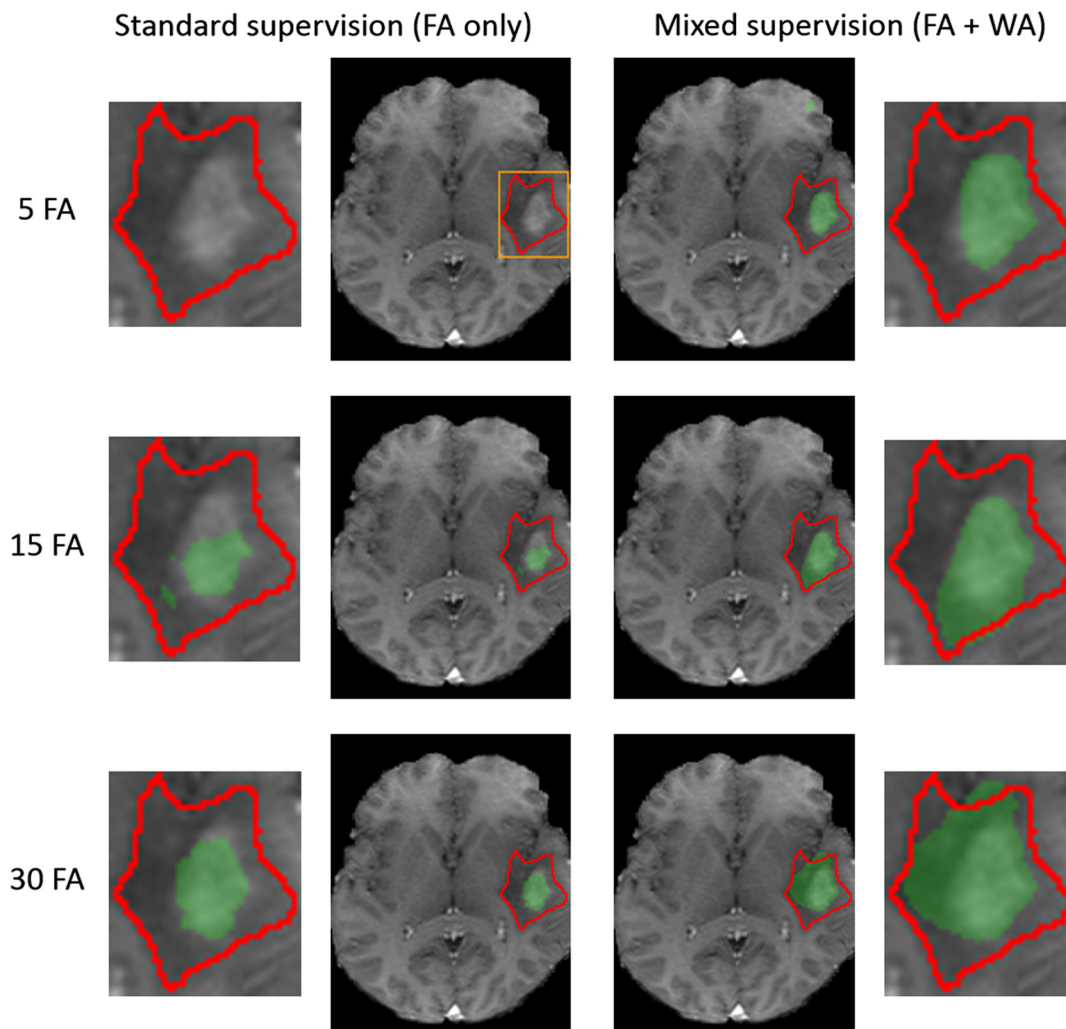 Standard supervision (FA only)
Mixed supervision (FA + WA)
5 FA
15 FA
30 FA